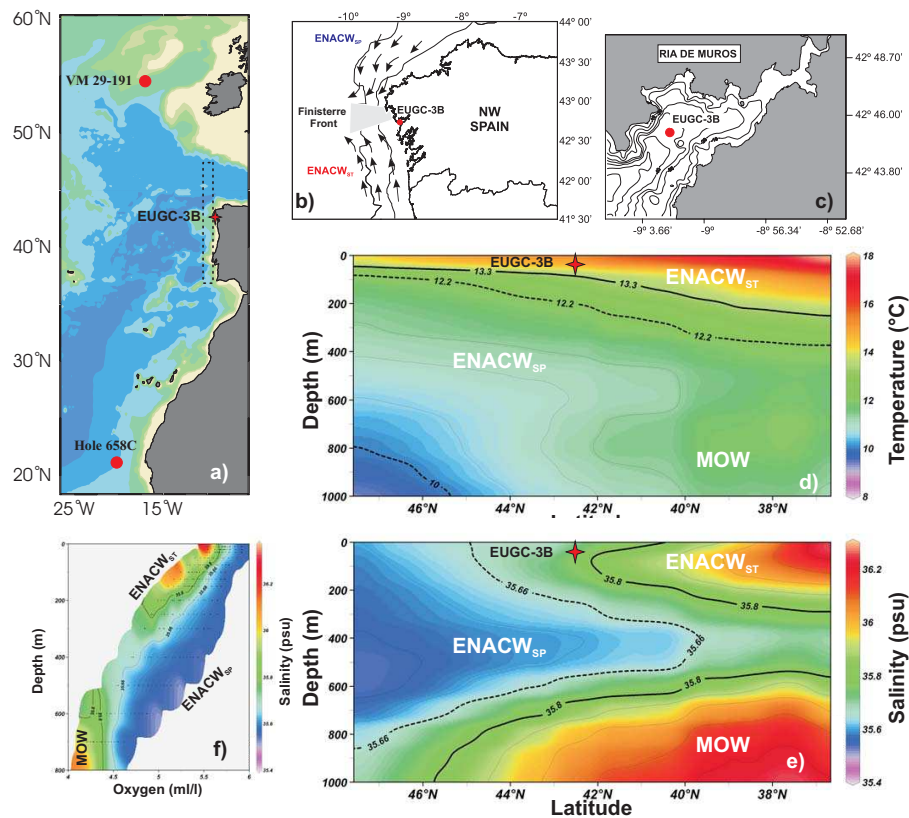 60°N
50°N
40°N
30°N
20°N
25°W
15°W
VM 29-191
EUGC-3B
Hole 658C
a)
-10°
-9°
-8°
-7°
-6°
44° 00'
43° 30'
43° 00'
42° 30'
42° 00'
41° 30'
ENACWSP
Finisterre
Front
EUGC-3B
NW
SPAIN
ENACWST
b)
RIA DE MUROS
EUGC-3B
42° 48.70'
42° 46.00'
42° 43.80'
-9° 3.66'
-9°
-8° 56.34'
-8° 52.68'
c)
0
200
400
600
800
1000
Depth (m)
EUGC-3B
ENACWST
13.3
13.3
12.2
12.2
12.2
ENACWSP
MOW
10
d)
46°N
44°N
42°N
40°N
38°N
18
16
14
12
10
8
Temperature (°C)
0
200
400
600
800
1000
Depth (m)
EUGC-3B
ENACWST
35.66
35.8
35.8
ENACWSP
35.66
35.8
35.66
35.8
MOW
e)
46°N
44°N
42°N
40°N
38°N
Latitude
36.2
36
35.8
35.6
35.4
Salinity (psu)
0
200
400
600
800
Depth (m)
ENACWST
ENACWSP
MOW
f)
4
4.5
5
5.5
6
Oxygen (ml/l)
36.2
36
35.8
35.6
35.4
Salinity (psu)